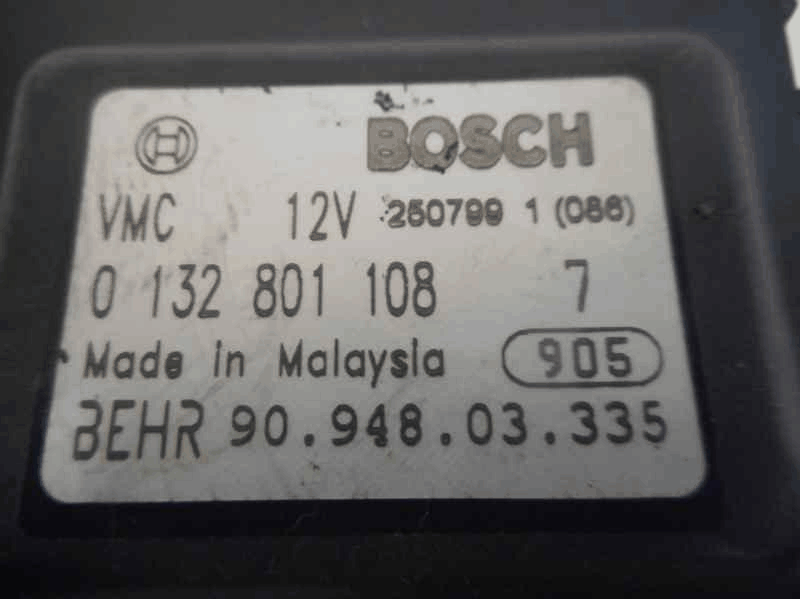 BOSCH
VMC 12V 250799 1 (086)
0 132 801 108 7
Made in Malaysia 905
BEHR 90.948.03.335